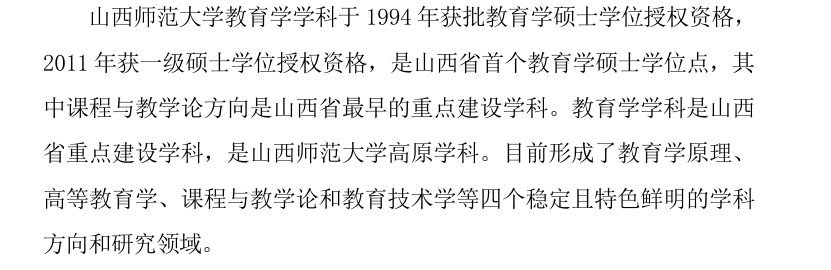 山西师范大学教育学学科于 1994 年获批教育学硕士学位授权资格，
2011 年获一级硕士学位授权资格，是山西省首个教育学硕士学位点，其
中课程与教学论方向是山西省最早的重点建设学科。教育学学科是山西
省重点建设学科，是山西师范大学高原学科。目前形成了教育学原理、
高等教育学、课程与教学论和教育技术学等四个稳定且特色鲜明的学科
方向和研究领域。